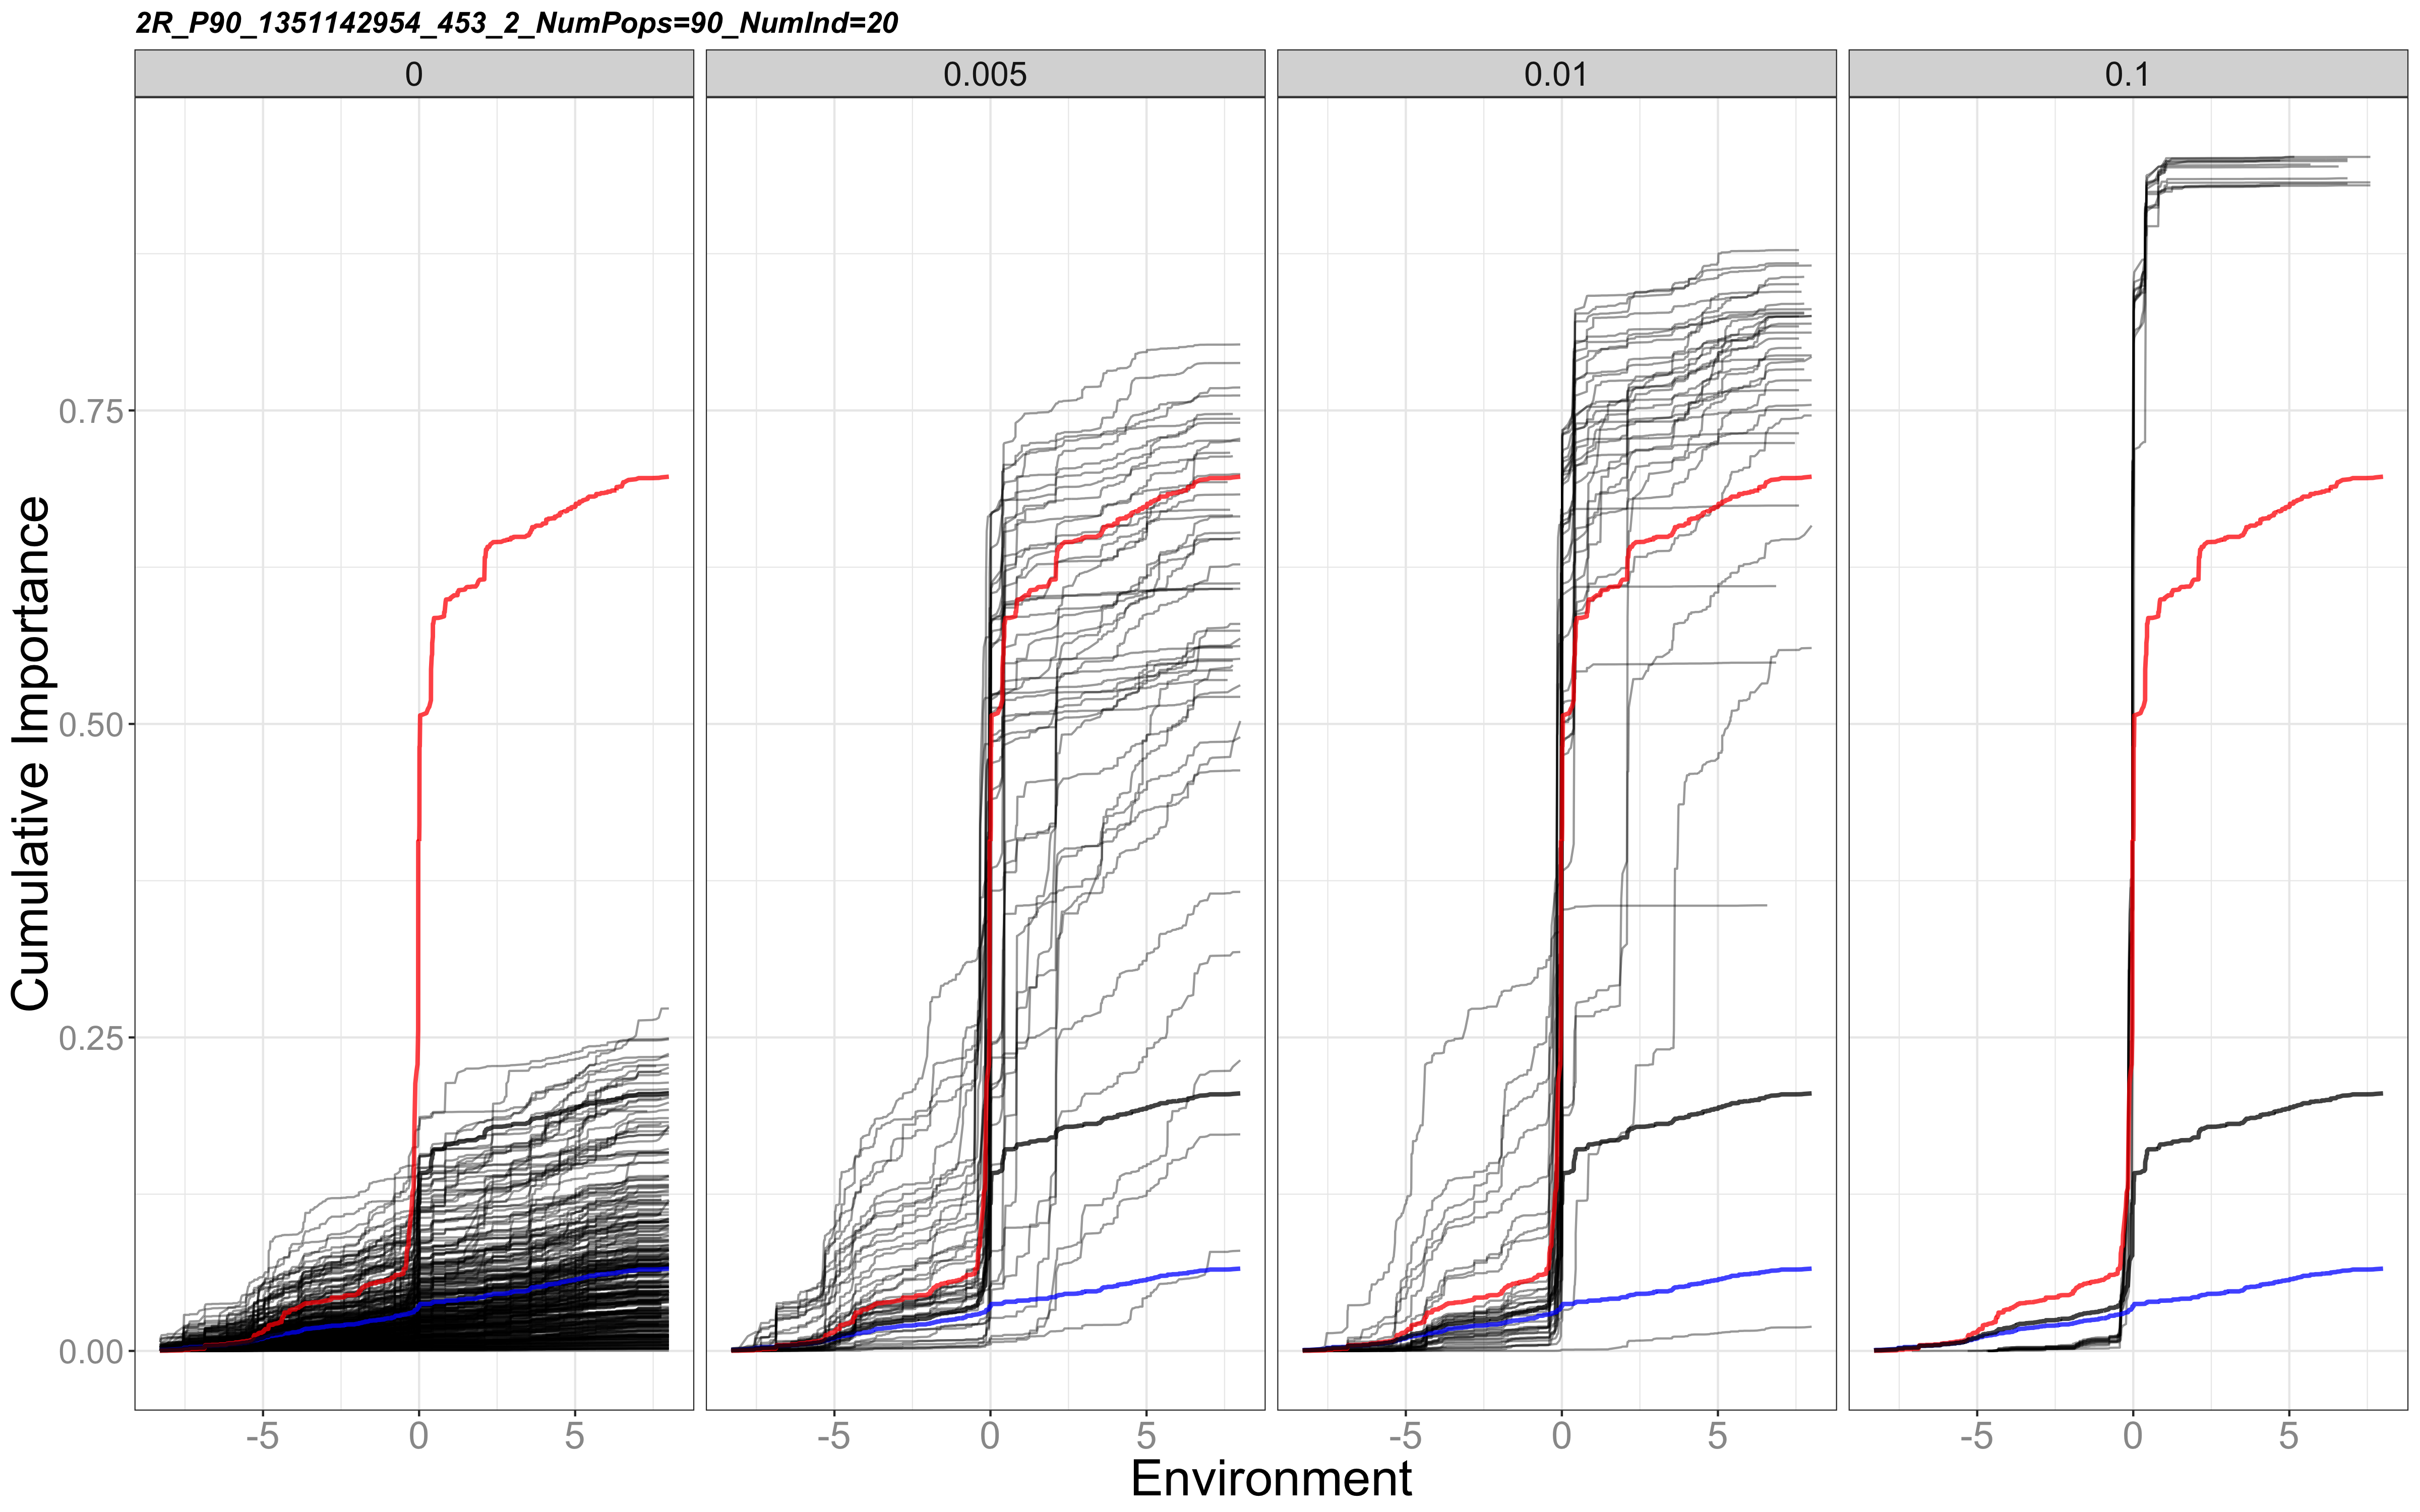 2R_P90_1351142954_453_2_NumPops=90_NumInd=20
0 0.005 0.01 0.1
Cumulative Importance
0.75
0.50
0.25
0.00
-5 0 5 -5 0 5 -5 0 5 -5 0 5
Environment